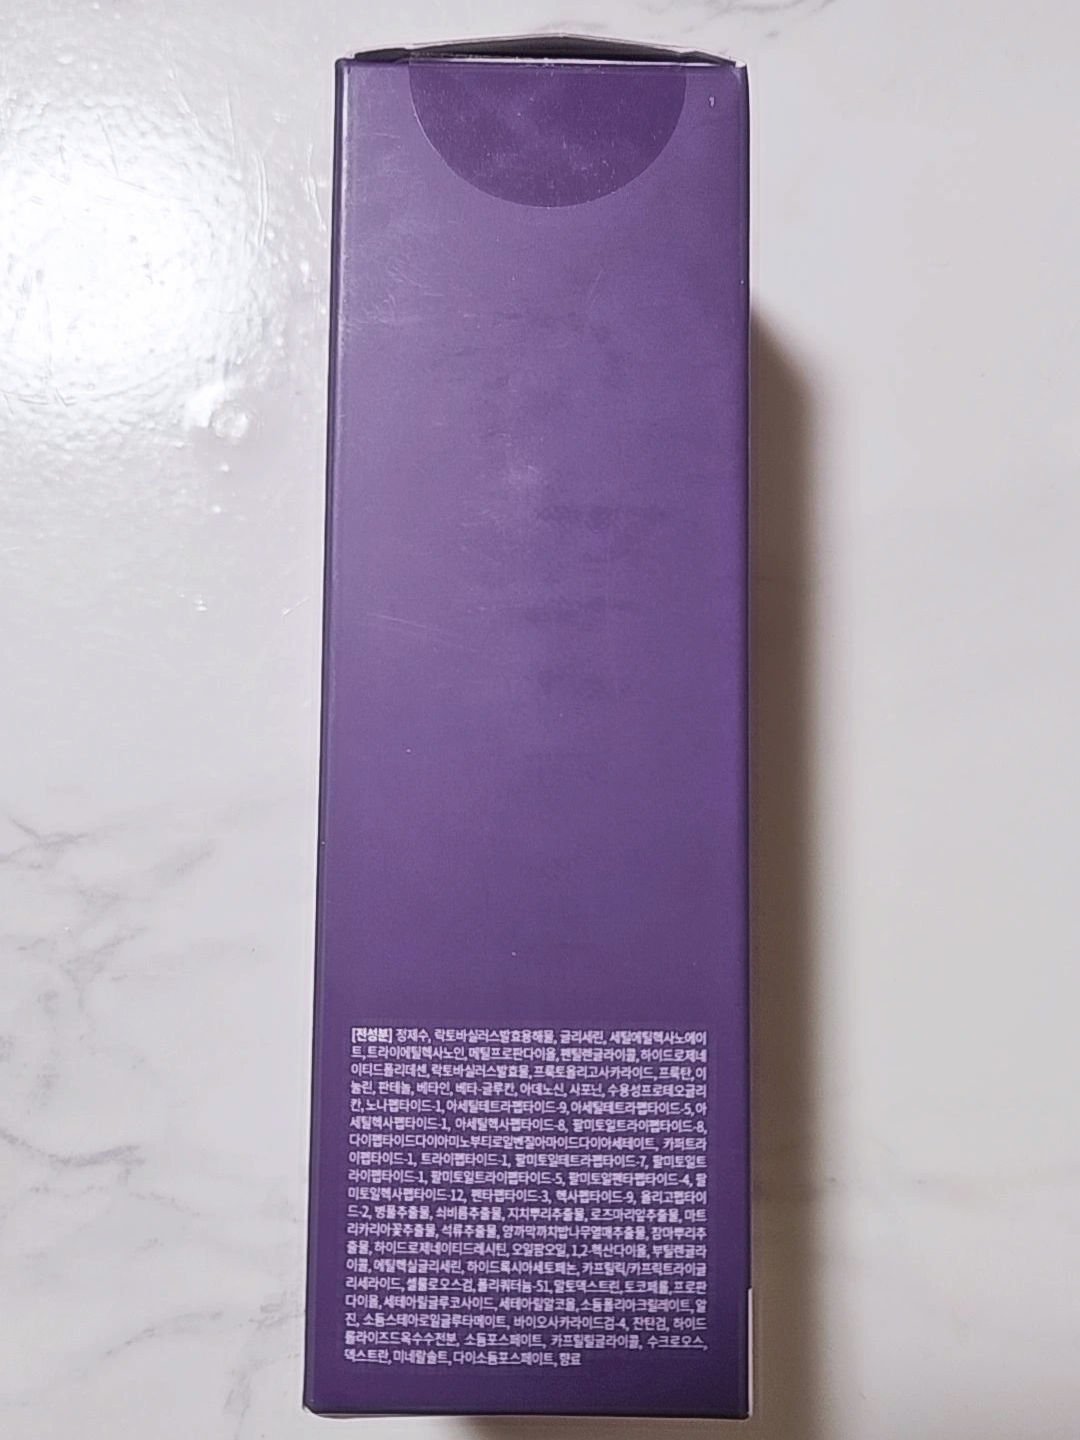 1
[전성분] 정제수, 락토바실러스발효용해물, 글리세린, 세틸에틸헥사노에이
트, 트라이에틸헥사노인, 메틸프로판다이올, 펜틸렌글라이콜, 하이드로제네
이티드폴리데센, 락토바실러스발효물, 프룩토올리고사카라이드, 프룩탄, 이
눌린, 판테놀, 베타인, 베타-글루칸, 아데노신, 사포닌, 수용성프로테오글리
칸, 노나펩타이드-1, 아세틸테트라펩타이드-9, 아세틸테트라펩타이드-5, 아
세틸헥사펩타이드-1, 아세틸헥사펩타이드-8, 팔미토일트라이펩타이드-8,
다이펩타이드다이아미노부티로일벤질아마이드다이아세테이트, 카퍼트라
이펩타이드-1, 트라이펩타이드-1, 팔미토일테트라펩타이드-7, 팔미토일트
라이펩타이드-1, 팔미토일트라이펩타이드-5, 팔미토일펜타펩타이드-4, 팔
미토일헥사펩타이드-12, 펜타펩타이드-3, 헥사펩타이드-9, 올리고펩타이
드-2, 병풀추출물, 쇠비름추출물, 지치뿌리추출물, 로즈마리잎추출물, 마트
리카리아꽃추출물, 석류추출물, 양까막까치밥나무열매추출물, 참마뿌리추
출물, 하이드로제네이티드레시틴, 오일팜오일, 1,2-헥산다이올, 부틸렌글라
이콜, 에틸헥실글리세린, 하이드록시아세토페논, 카프릴릭/카프릭트라이글
리세라이드, 셀룰로오스검, 폴리쿼터늄-51, 말토덱스트린, 토코페롤, 프로판
다이올, 세테아릴글루코사이드, 세테아릴알코올, 소듐폴리아크릴레이트, 알
진, 소듐스테아로일글루타메이트, 바이오사카라이드검-4, 잔탄검, 하이드
롤라이즈드옥수수전분, 소듐포스페이트, 카프릴릴글라이콜, 수크로오스,
덱스트란, 미네랄솔트, 다이소듐포스페이트, 향료